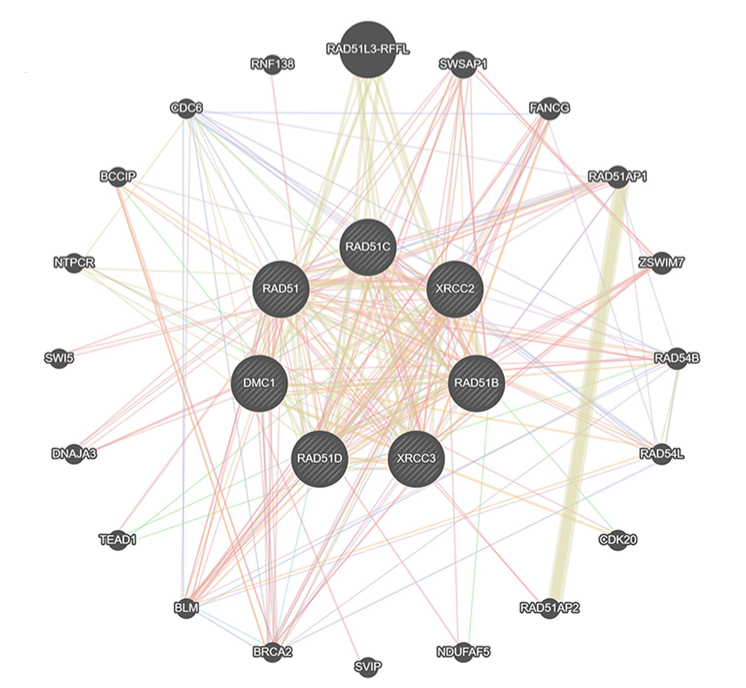 RAD51L3-RFFL
RNF138
SWSAP1
CDC6
FANCG
BCCIP
RAD51AP1
RAD51C
NTPCR
ZSWIM7
RAD51
XRCC2
SWI5
RAD54B
DMC1
RAD51B
DNAJA3
RAD54L
RAD51D
XRCC3
TEAD1
CDK20
BLM
RAD51AP2
BRCA2
NDUFAF5
SVIP